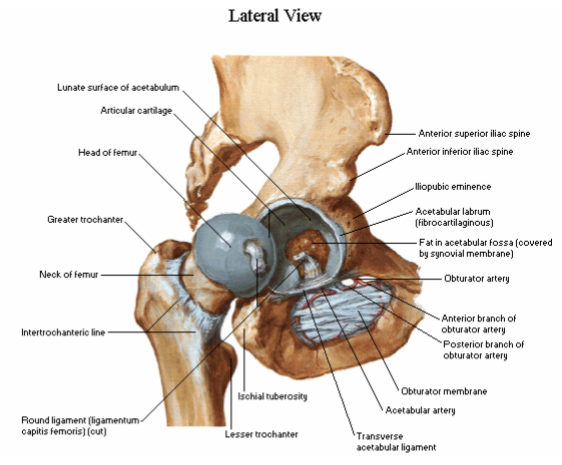 Lateral View
Lunate surface of acetabulum
Articular cartilage
Head of femur
Greater trochanter
Neck of femur
Intertrochanteric line
Round ligament (ligamentum
capitis femoris) (cut)
Anterior superior iliac spine
Anterior inferior iliac spine
Iliopubic eminence
Acetabular labrum
(fibrocartilaginous)
Fat in acetabular fossa (covered
by synovial membrane)
Obturator artery
Anterior branch of
obturator artery
Posterior branch of
obturator artery
Obturator membrane
Acetabular artery
Transverse
acetabular ligament
Ischial tuberosity
Lesser trochanter